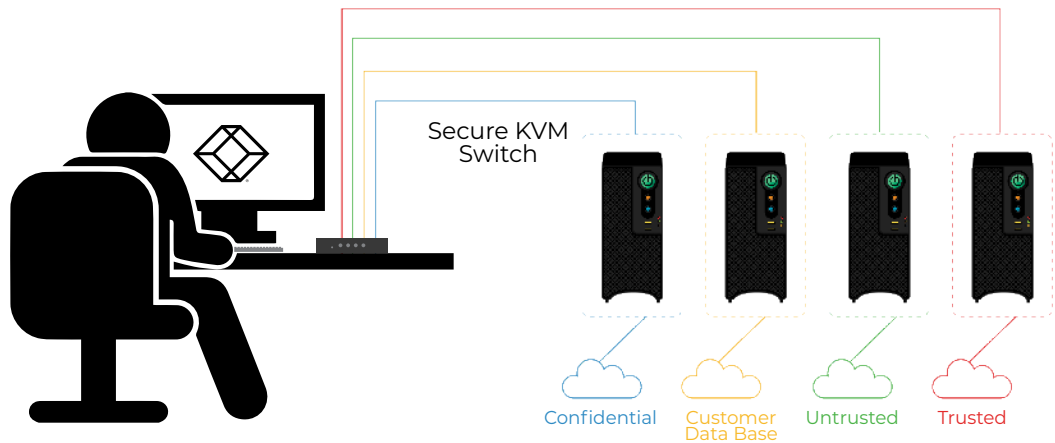 Secure KVM
Switch
Confidential
Customer
Data Base
Untrusted
Trusted